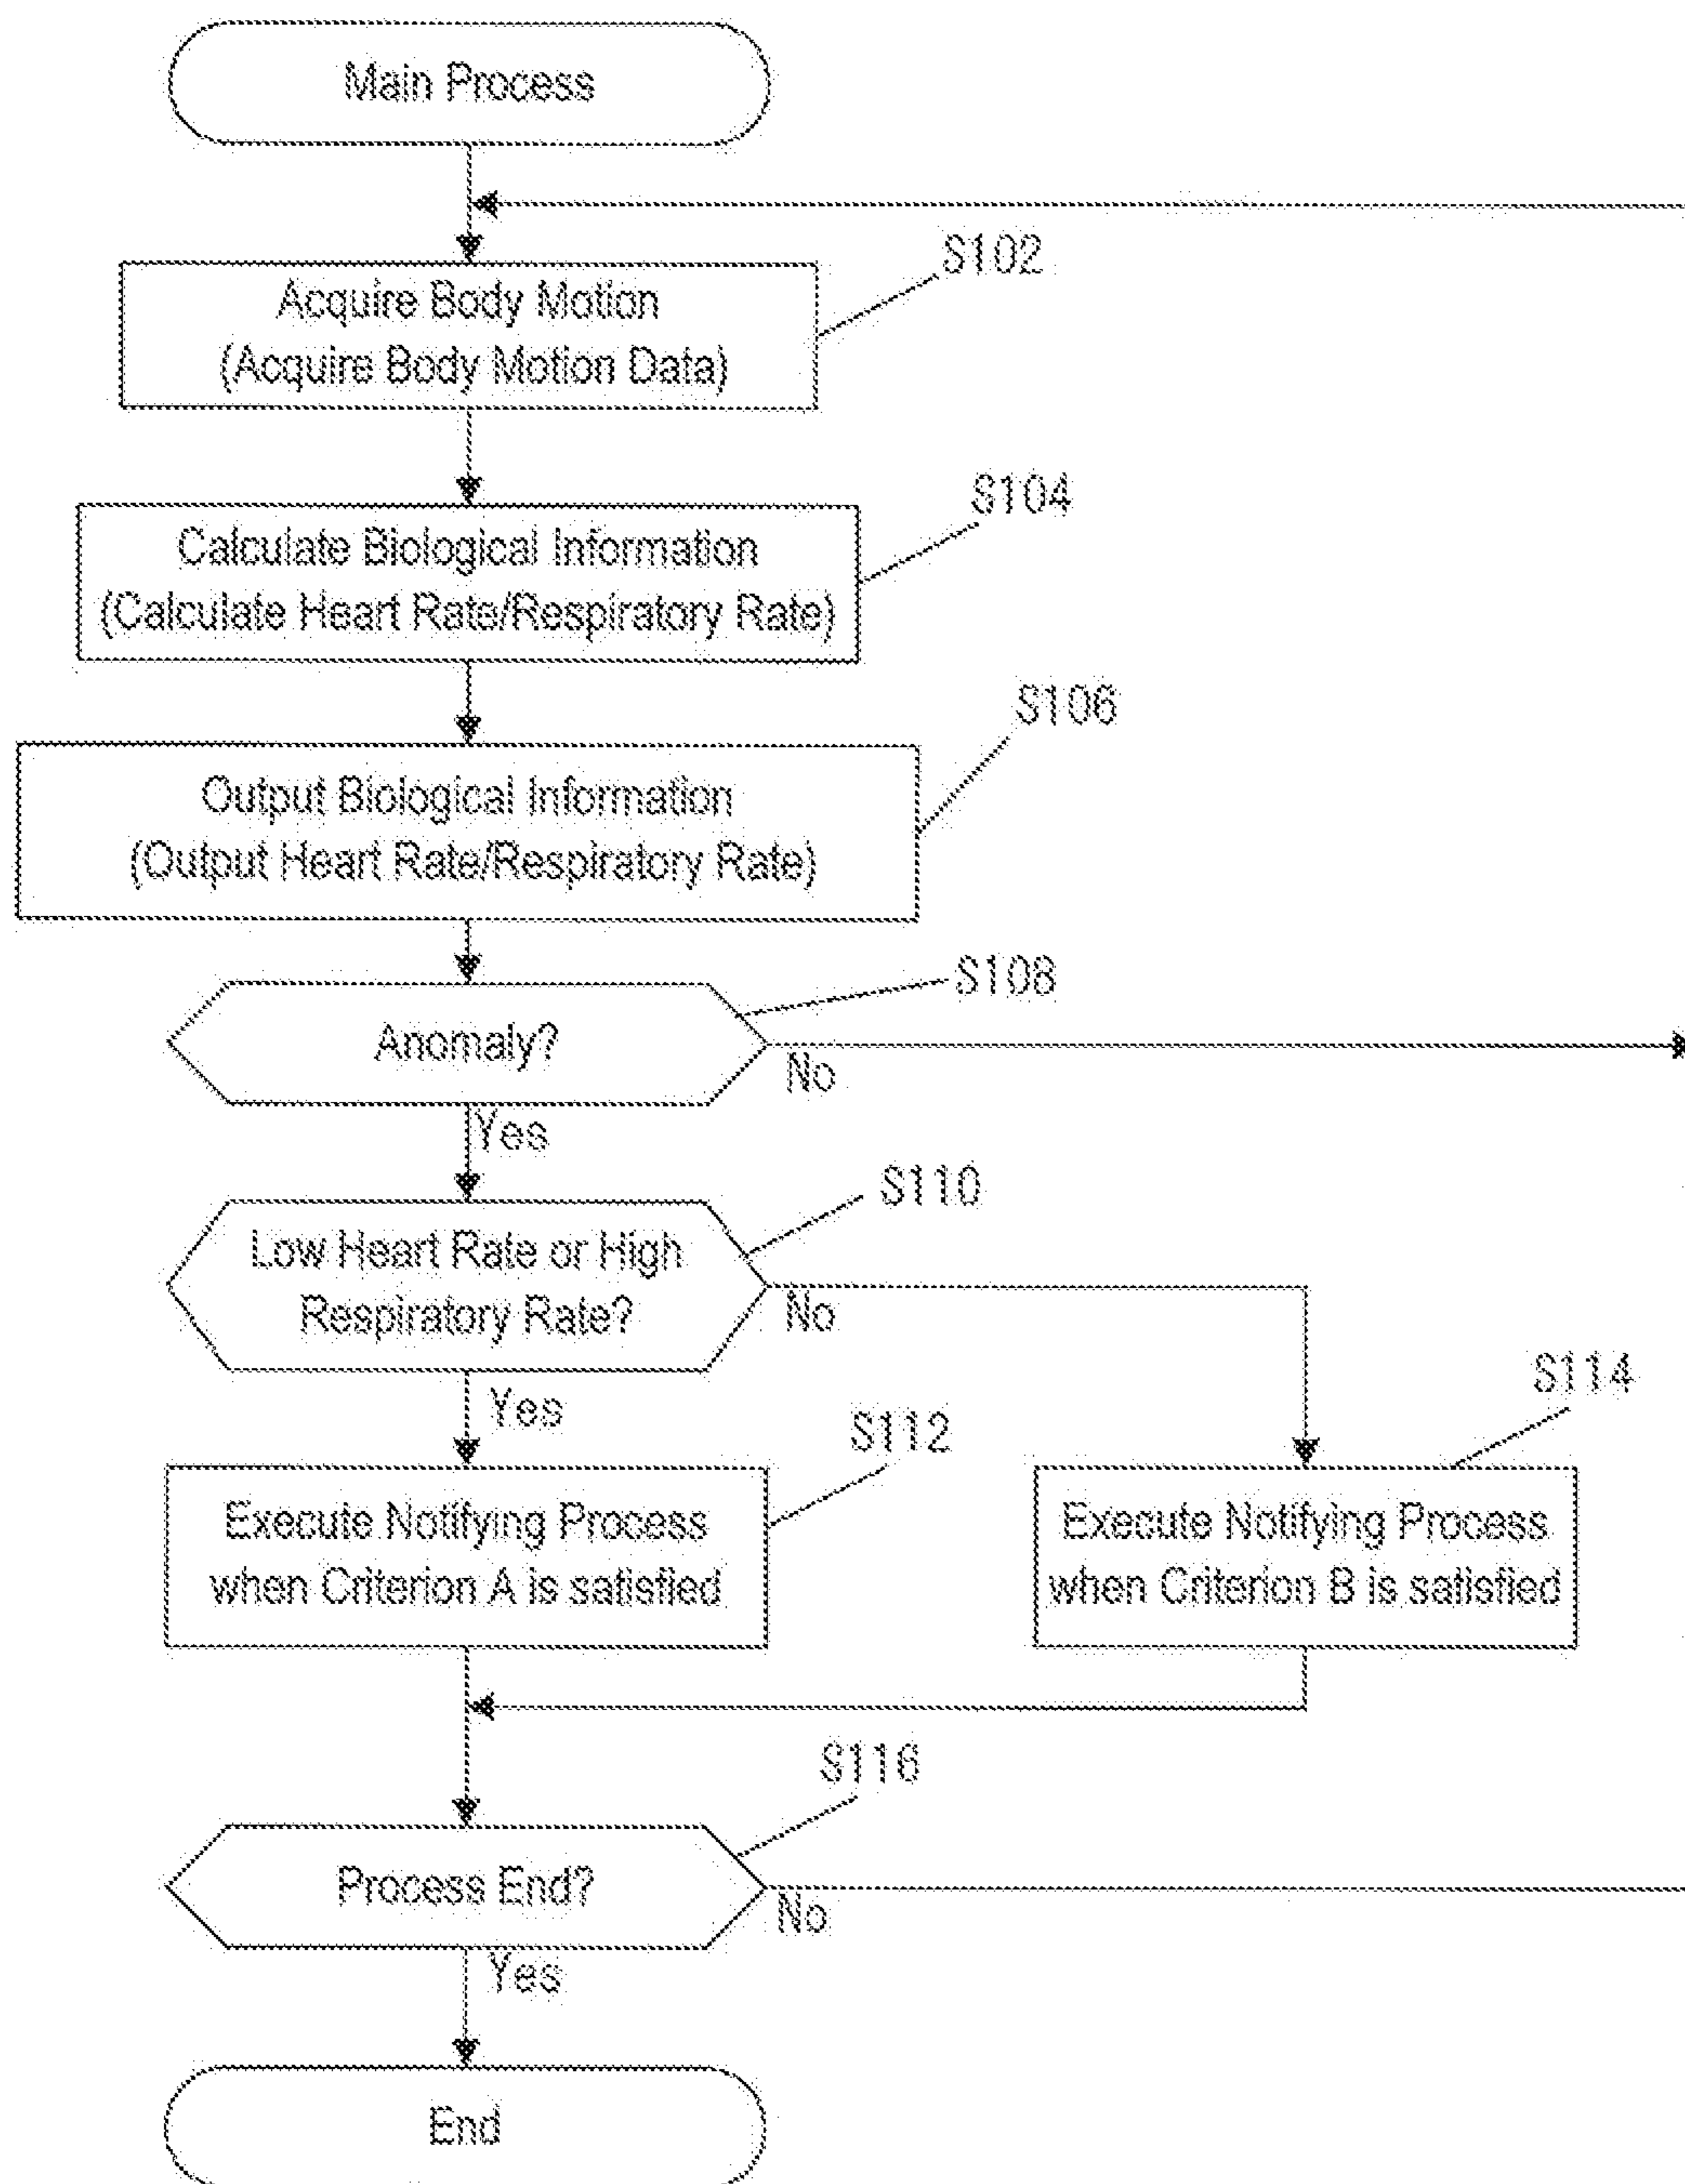 Main Process
S102
Acquire Body Motion
(Acquire Body Motion Data)
S104
Calculate Biological Information
(Calculate Heart Rate/Respiratory Rate)
S106
Output Biological Information
(Output Heart Rate/Respiratory Rate)
S108
Anomaly?
No
Yes
S110
Low Heart Rate or High
Respiratory Rate?
No
Yes
S112
S114
Execute Notifying Process
when Criterion A is satisfied
Execute Notifying Process
when Criterion B is satisfied
S116
Process End?
No
Yes
End